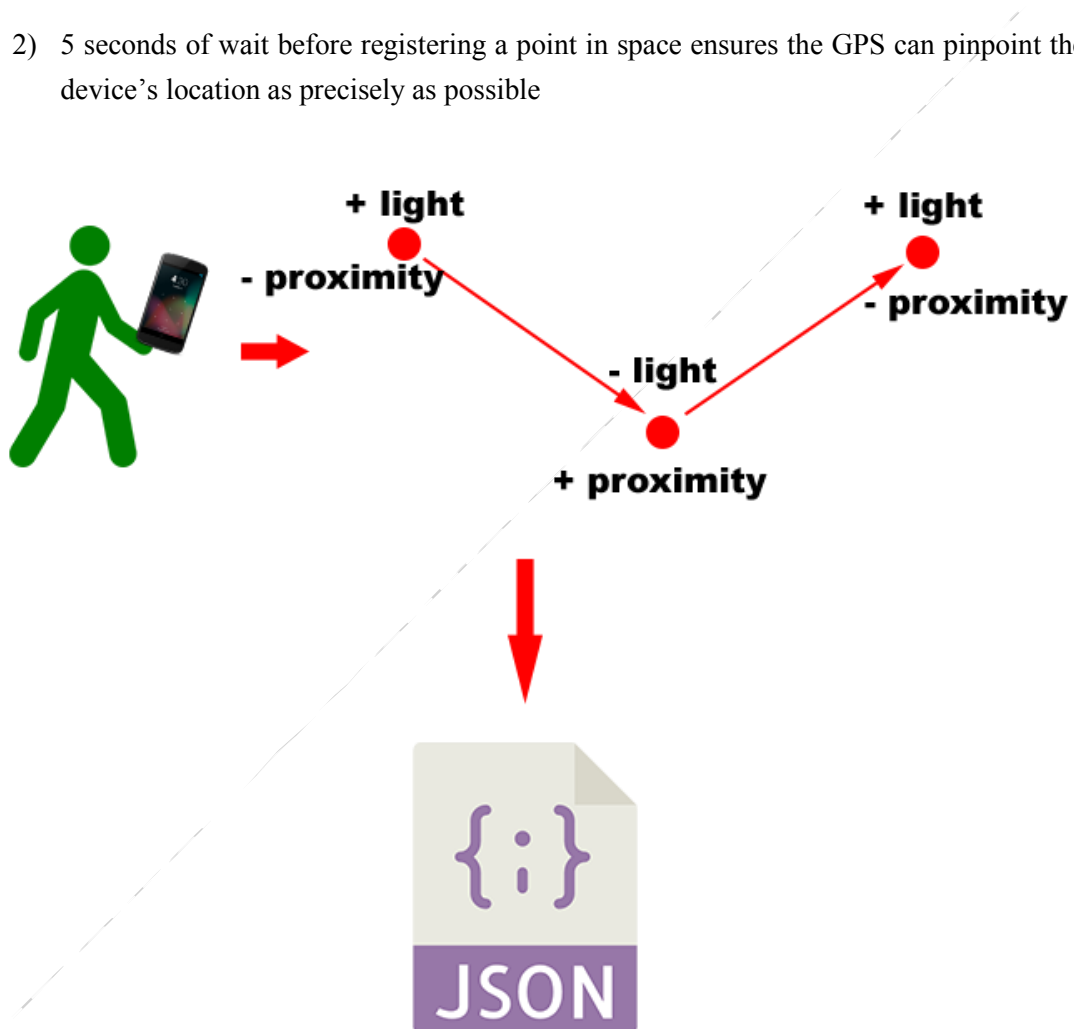 2) 5 seconds of wait before registering a point in space ensures the GPS can pinpoint the
device's location as precisely as possible
+ light
- proximity
+ light
- proximity
- light
+ proximity
{;}
JSON